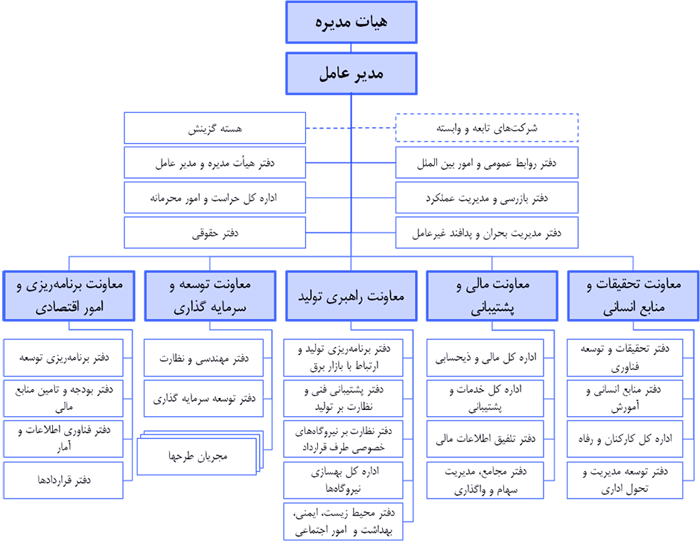 هیات مدیره
مدیر عامل
شرکت‌های تابعه و وابسته
هسته گزینش
دفتر روابط عمومی و امور بین الملل
دفتر هیأت مدیره و مدیر عامل
دفتر بازرسی و مدیریت عملکرد
اداره کل حراست و امور محرمانه
دفتر مدیریت بحران و پدافند غیرعامل
دفتر حقوقی
معاونت تحقیقات و
منابع انسانی
دفتر تحقیقات و توسعه
فناوری
دفتر منابع انسانی و
آموزش
اداره کل کارکنان و رفاه
دفتر توسعه مدیریت و
تحول اداری
معاونت مالی و
پشتیبانی
اداره کل مالی و ذیحسابی
اداره کل خدمات و
پشتیبانی
دفتر تلفیق اطلاعات مالی
دفتر مجامع، مدیریت
سهام و واگذاری
معاونت راهبری تولید
دفتر برنامه‌ریزی تولید و
ارتباط با بازار برق
دفتر پشتیبانی فنی و
نظارت بر تولید
دفتر نظارت بر نیروگاه‌های
خصوصی طرف قرارداد
اداره کل بهسازی
نیروگاه‌ها
دفتر محیط زیست، ایمنی،
بهداشت و امور اجتماعی
معاونت توسعه و
سرمایه گذاری
دفتر مهندسی و نظارت
دفتر توسعه سرمایه گذاری
مجریان طرحها
معاونت برنامه‌ریزی و
امور اقتصادی
دفتر برنامه‌ریزی توسعه
دفتر بودجه و تامین منابع
مالی
دفتر فناوری اطلاعات و
آمار
دفتر قراردادها